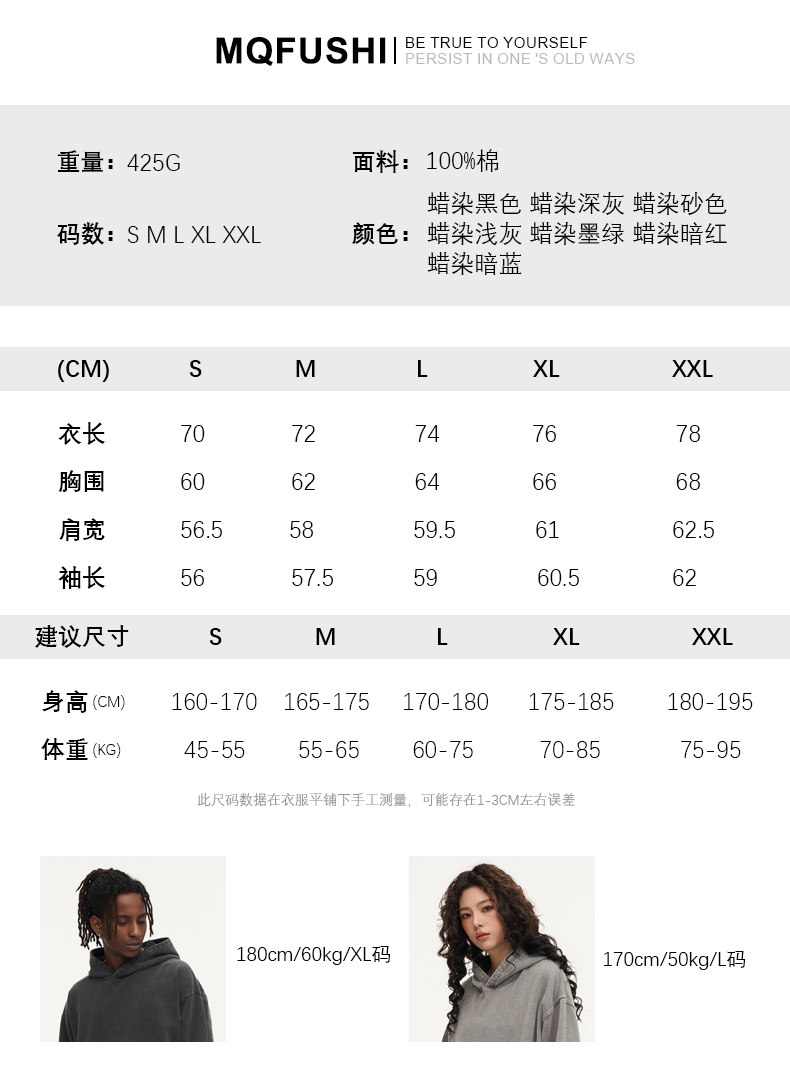 MQFUSHI
BE TRUE TO YOURSELF
PERSIST IN ONE 'S OLD WAYS
重量：425G
面料：100%棉
码数：S M L XL XXL
颜色：蜡染黑色 蜡染深灰 蜡染砂色
蜡染浅灰 蜡染墨绿 蜡染暗红
蜡染暗蓝
(CM) S M L XL XXL
衣长 70 72 74 76 78
胸围 60 62 64 66 68
肩宽 56.5 58 59.5 61 62.5
袖长 56 57.5 59 60.5 62
建议尺寸 S M L XL XXL
身高(CM) 160-170 165-175 170-180 175-185 180-195
体重(KG) 45-55 55-65 60-75 70-85 75-95
此尺码数据在衣服平铺下手工测量，可能存在1-3CM左右误差
180cm/60kg/XL码
170cm/50kg/L码